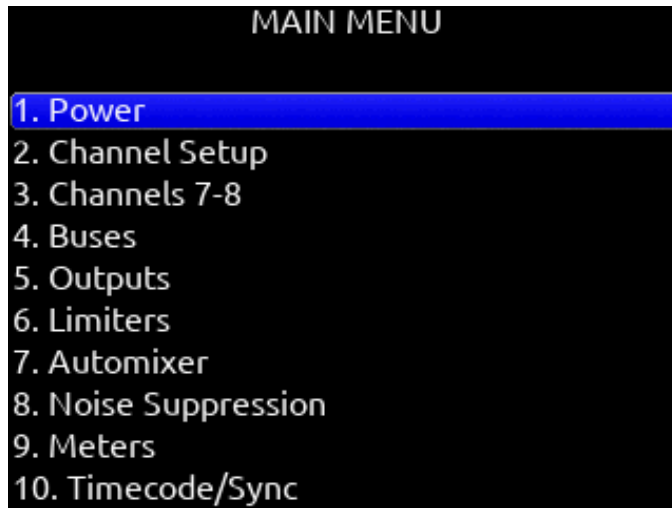 MAIN MENU
1. Power
2. Channel Setup
3. Channels 7-8
4. Buses
5. Outputs
6. Limiters
7. Automixer
8. Noise Suppression
9. Meters
10. Timecode/Sync